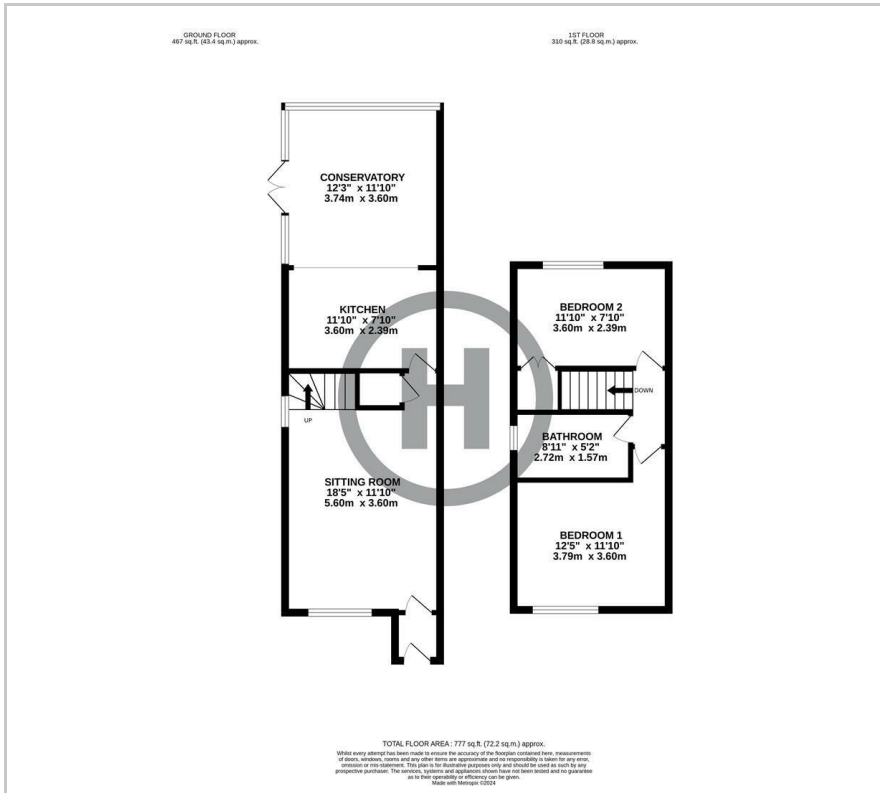 GROUND FLOOR
467 sq.ft. (43.4 sq.m.) approx.
1ST FLOOR
310 sq.ft. (28.8 sq.m.) approx.
CONSERVATORY
12'3" x 11'10"
3.74m x 3.60m
KITCHEN
11'10" x 7'10"
3.60m x 2.39m
UP
SITTING ROOM
18'5" x 11'10"
5.60m x 3.60m
BEDROOM 2
11'10" x 7'10"
3.60m x 2.39m
DOWN
BATHROOM
8'11" x 5'2"
2.72m x 1.57m
BEDROOM 1
12'5" x 11'10"
3.79m x 3.60m
H
TOTAL FLOOR AREA : 777 sq.ft. (72.2 sq.m.) approx.
Whilst every attempt has been made to ensure the accuracy of the floorplan contained here, measurements
of doors, windows, rooms and any other items are approximate and no responsibility is taken for any error,
omission or mis-statement. This plan is for illustrative purposes only and should be used as such by any
prospective purchaser. The services, systems and appliances shown have not been tested and no guarantee
as to their operability or efficiency can be given.
Made with Metropix ©2024